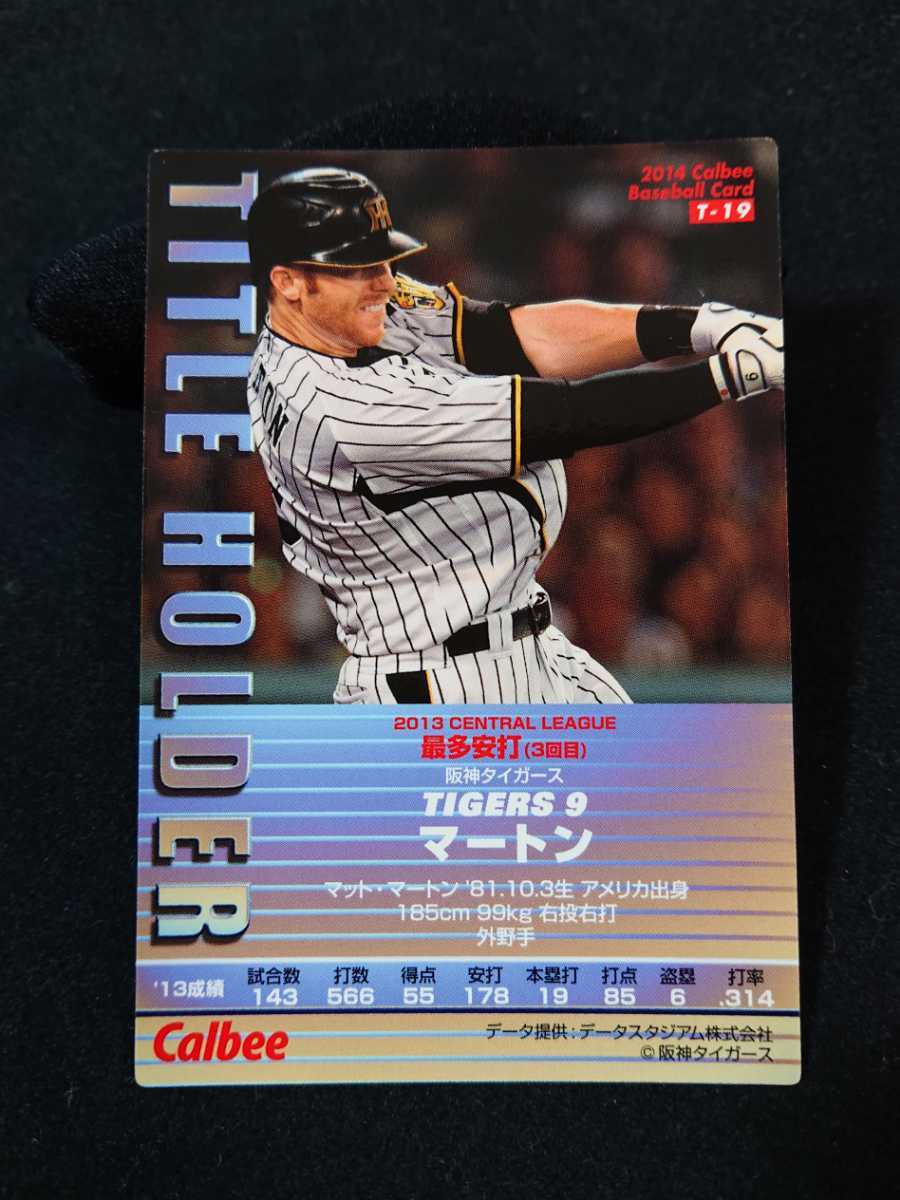 2014 Calbee
Baseball Card
T-19
TITLE HOLDER
2013 CENTRAL LEAGUE
最多安打(3回目)
阪神タイガース
TIGERS 9
マートン
マット・マートン '81.10.3生 アメリカ出身
185cm 99kg 右投右打
外野手
試合数 打数 得点 安打 本塁打 打点 盗塁 打率
'13成績 143 566 55 178 19 85 6 .314
Calbee
データ提供:データスタジアム株式会社
©阪神タイガース